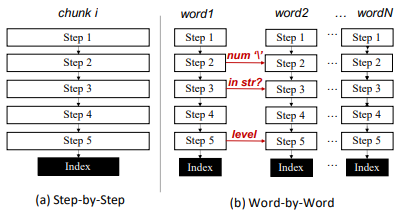 chunk i
word1
word2
... wordN
Step 1
Step 1
Step 1
...
Step 1
Step 2
Step 2
num '\'
Step 2
...
Step 2
Step 3
Step 3
in str?
Step 3
...
Step 3
Step 4
Step 4
Step 4
...
Step 4
Step 5
Step 5
level
Step 5
...
Step 5
Index
Index
Index
...
Index
(a) Step-by-Step
(b) Word-by-Word